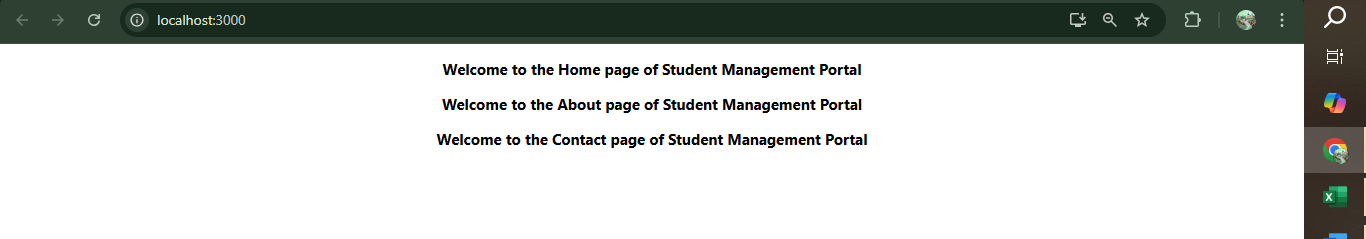 localhost:3000
Welcome to the Home page of Student Management Portal
Welcome to the About page of Student Management Portal
Welcome to the Contact page of Student Management Portal